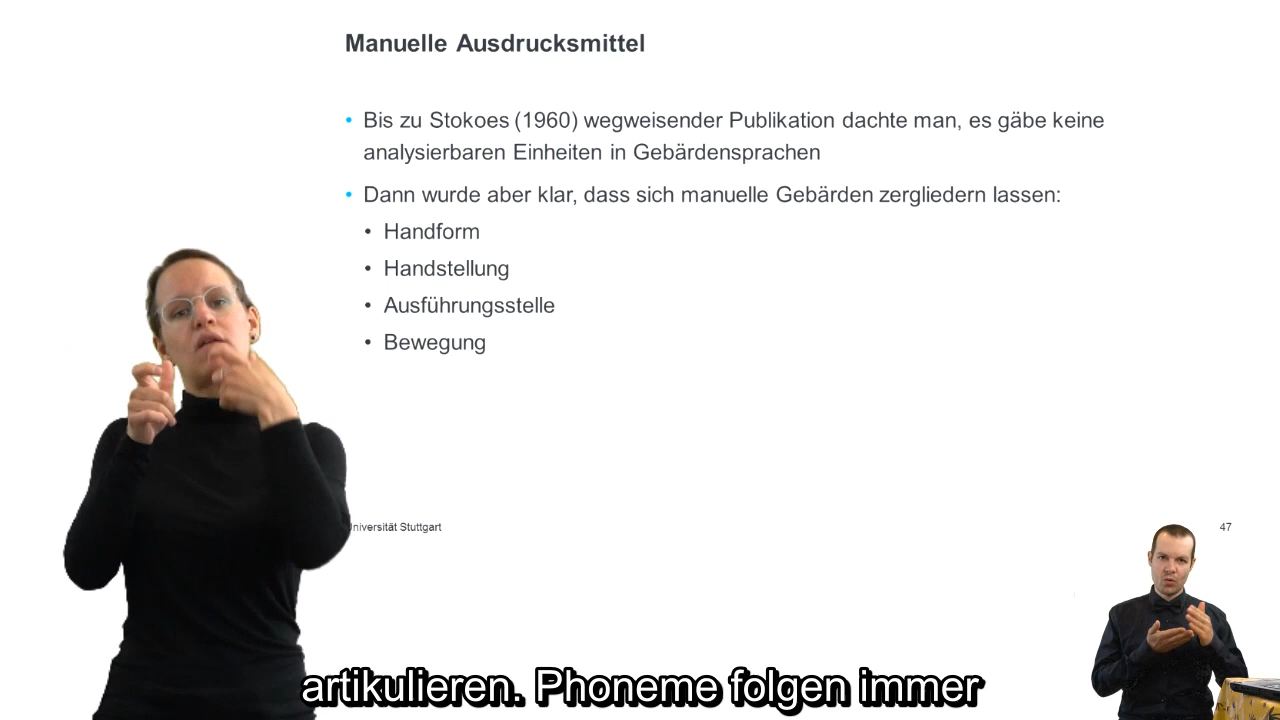 Manuelle Ausdrucksmittel
• Bis zu Stokoes (1960) wegweisender Publikation dachte man, es gäbe keine
analysierbaren Einheiten in Gebärdensprachen
• Dann wurde aber klar, dass sich manuelle Gebärden zergliedern lassen:
• Handform
• Handstellung
• Ausführungsstelle
• Bewegung
Universität Stuttgart
47
artikulieren. Phoneme folgen immer